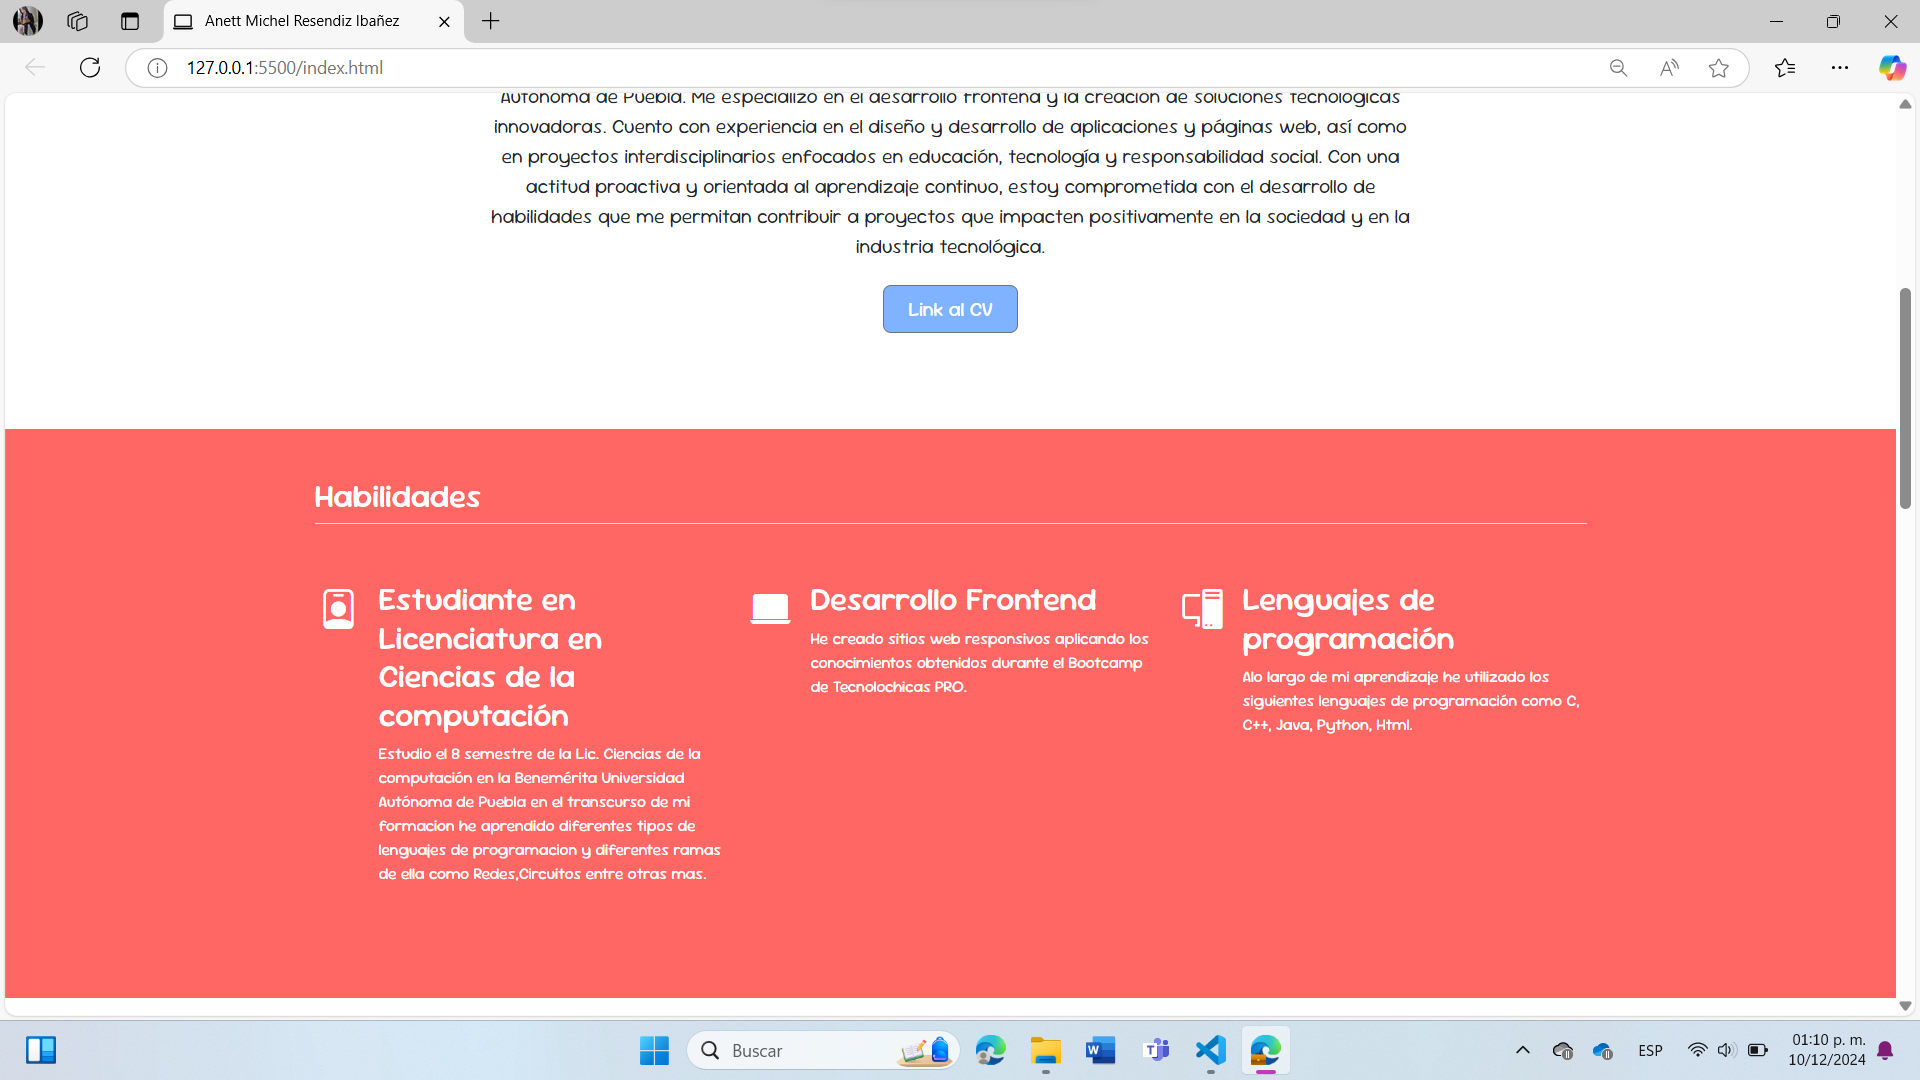 Anett Michel Resendiz Ibañez
127.0.0.1:5500/index.html
Autónoma de Puebla. Me especializo en el desarrollo frontend y la creación de soluciones tecnológicas
innovadoras. Cuento con experiencia en el diseño y desarrollo de aplicaciones y páginas web, así como
en proyectos interdisciplinarios enfocados en educación, tecnología y responsabilidad social. Con una
actitud proactiva y orientada al aprendizaje continuo, estoy comprometida con el desarrollo de
habilidades que me permitan contribuir a proyectos que impacten positivamente en la sociedad y en la
industria tecnológica.
Link al CV
Habilidades
Estudiante en
Licenciatura en
Ciencias de la
computación
Estudio el 8 semestre de la Lic. Ciencias de la
computación en la Benemérita Universidad
Autónoma de Puebla en el transcurso de mi
formacion he aprendido diferentes tipos de
lenguajes de programacion y diferentes ramas
de ella como Redes,Circuitos entre otras mas.
Desarrollo Frontend
He creado sitios web responsivos aplicando los
conocimientos obtenidos durante el Bootcamp
de Tecnolochicas PRO.
Lenguajes de
programación
Alo largo de mi aprendizaje he utilizado los
siguientes lenguajes de programación como C,
C++, Java, Python, Html.
Buscar
ESP
01:10 p. m.
10/12/2024